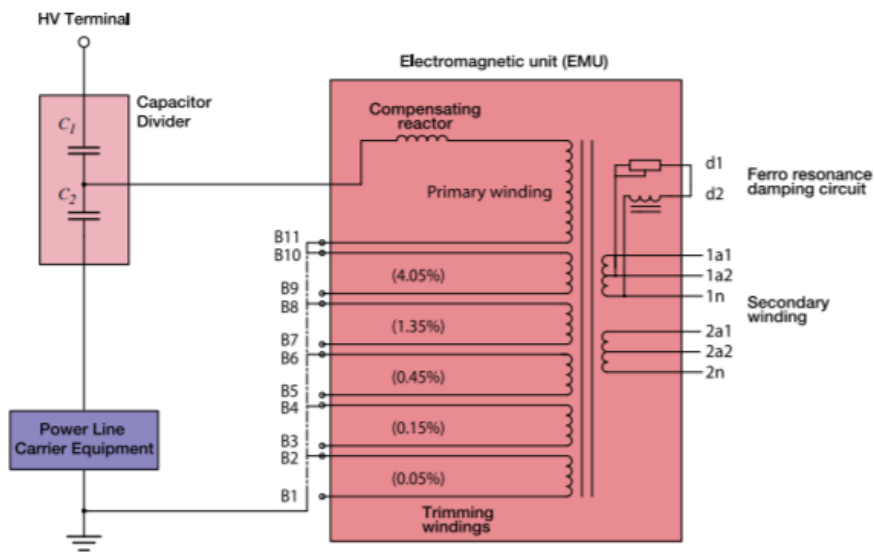 HV Terminal
Electromagnetic unit (EMU)
Capacitor
Divider
C1
C2
Compensating
reactor
Primary winding
d1
d2
Ferro resonance
damping circuit
B11
B10
(4.05%)
B9
B8
(1.35%)
B7
B6
(0.45%)
B5
B4
(0.15%)
B3
B2
(0.05%)
B1
1a1
1a2
1n
Secondary
winding
2a1
2a2
2n
Power Line
Carrier Equipment
Trimming
windings